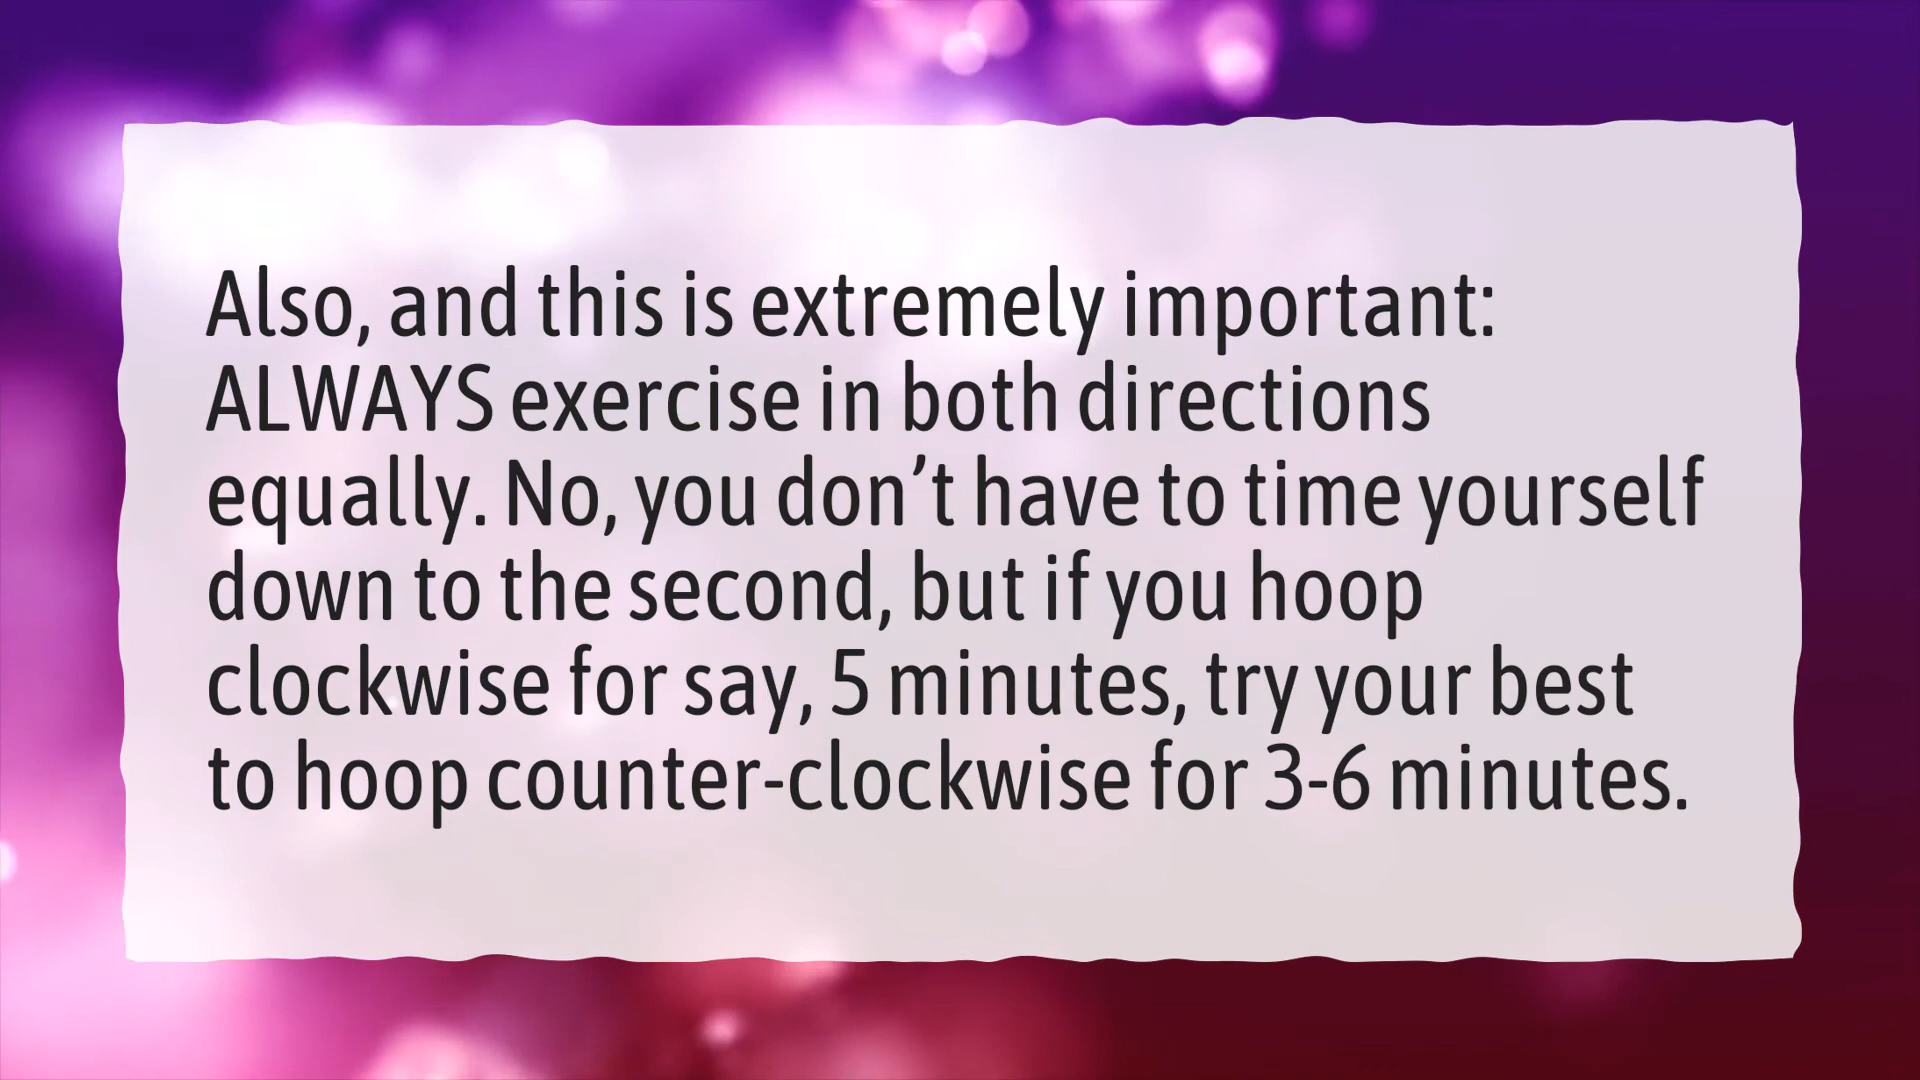 Also, and this is extremely important:
ALWAYS exercise in both directions
equally. No, you don’t have to time yourself
down to the second, but if you hoop
clockwise for say, 5 minutes, try your best
to hoop counter-clockwise for 3-6 minutes.